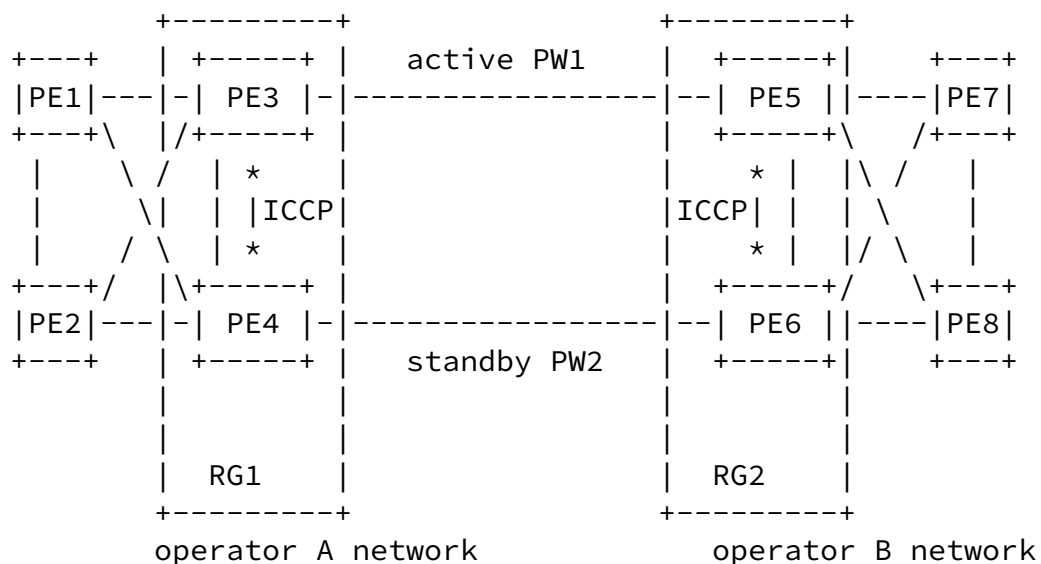 active PW1
PE1 PE3 PE5 PE7
ICCP ICCP
PE2 PE4 PE6 PE8
standby PW2
RG1 RG2
operator A network operator B network